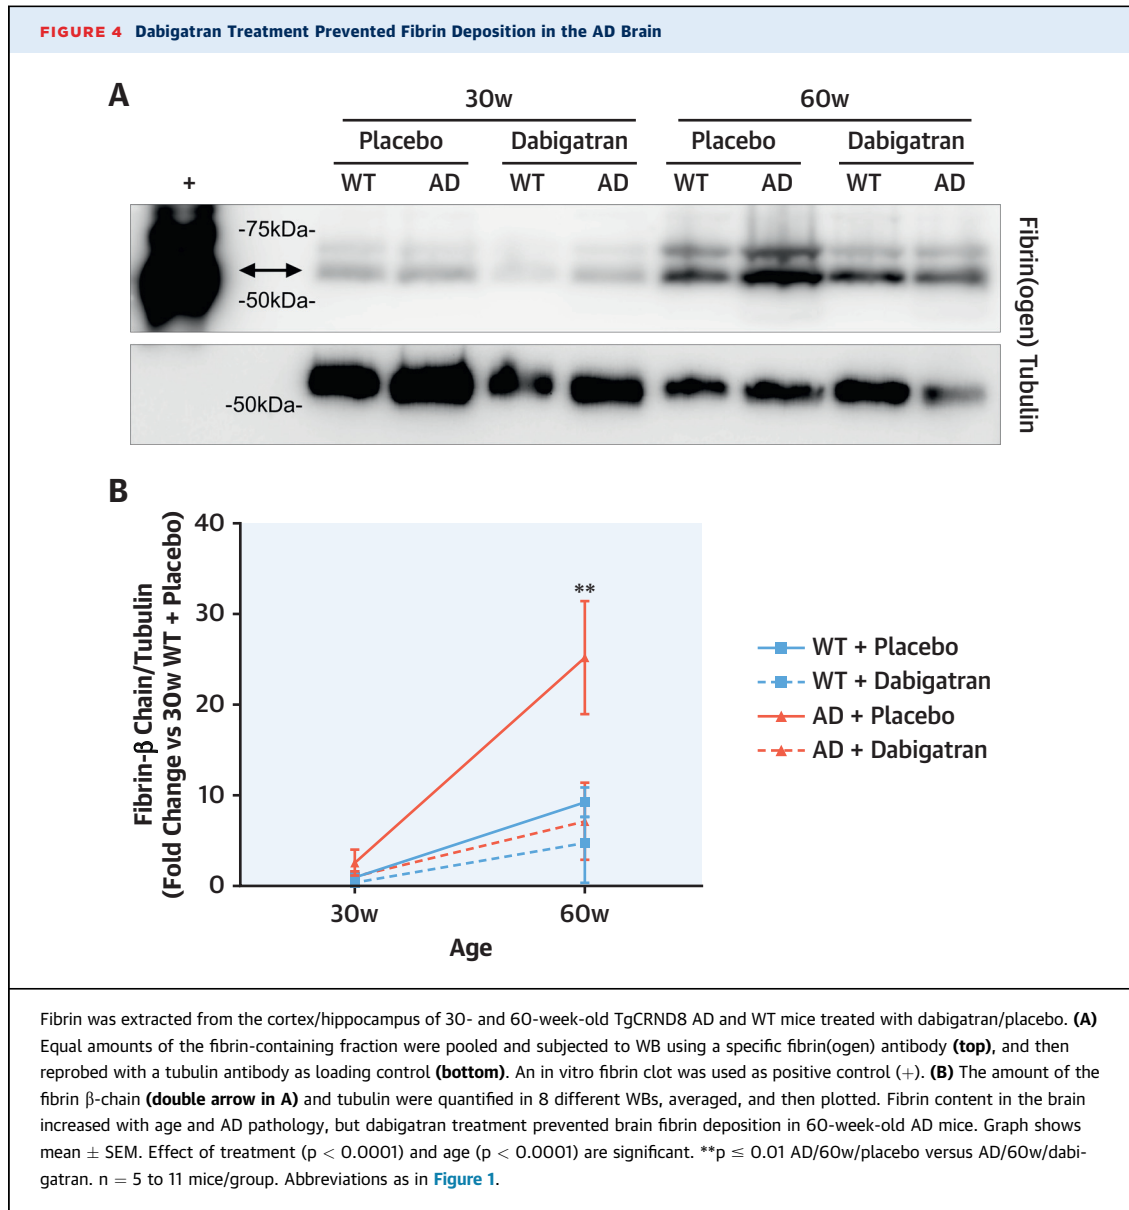 FIGURE 4 Dabigatran Treatment Prevented Fibrin Deposition in the AD Brain
A
30w 60w
Placebo Dabigatran Placebo Dabigatran
+ WT AD WT AD WT AD WT AD
-75kDa-
-50kDa-
Fibrin(ogen)
-50kDa-
Tubulin
B
Fibrin-β Chain/Tubulin
(Fold Change vs 30w WT + Placebo)
40
30
20
10
0
**
30w 60w
Age
WT + Placebo
WT + Dabigatran
AD + Placebo
AD + Dabigatran
Fibrin was extracted from the cortex/hippocampus of 30- and 60-week-old TgCRND8 AD and WT mice treated with dabigatran/placebo. (A)
Equal amounts of the fibrin-containing fraction were pooled and subjected to WB using a specific fibrin(ogen) antibody (top), and then
reprobed with a tubulin antibody as loading control (bottom). An in vitro fibrin clot was used as positive control (+). (B) The amount of the
fibrin β-chain (double arrow in A) and tubulin were quantified in 8 different WBs, averaged, and then plotted. Fibrin content in the brain
increased with age and AD pathology, but dabigatran treatment prevented brain fibrin deposition in 60-week-old AD mice. Graph shows
mean ± SEM. Effect of treatment (p < 0.0001) and age (p < 0.0001) are significant. **p ≤ 0.01 AD/60w/placebo versus AD/60w/dabi-
gatran. n = 5 to 11 mice/group. Abbreviations as in Figure 1.